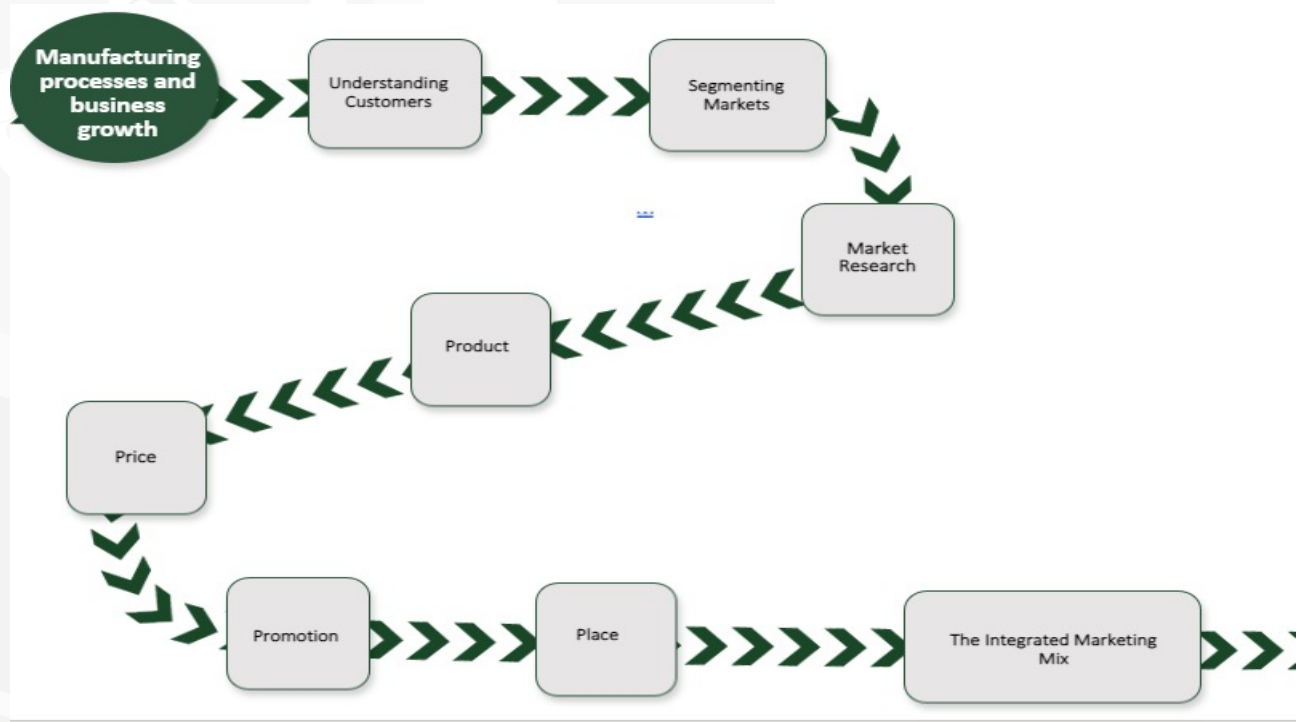 Manufacturing
processes and
business
growth
Understanding
Customers
Segmenting
Markets
...
Market
Research
Product
Price
Promotion
Place
The Integrated Marketing
Mix